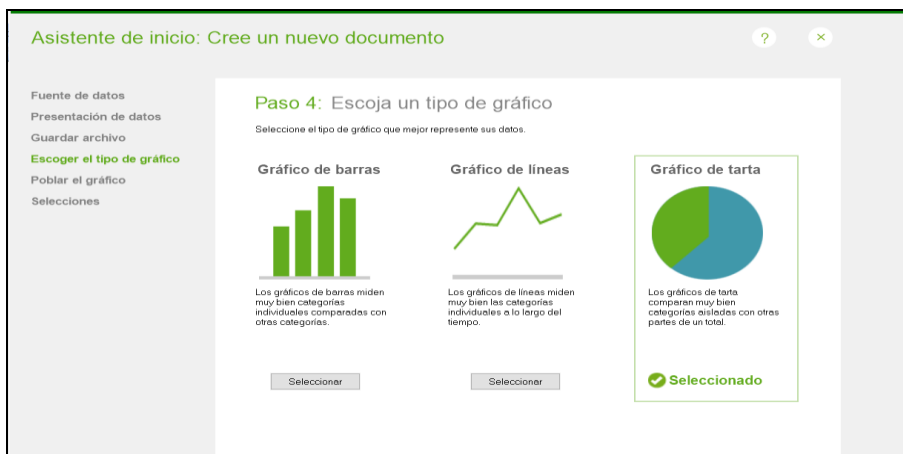 Asistente de inicio: Cree un nuevo documento
?
×
Fuente de datos
Presentación de datos
Guardar archivo
Escoger el tipo de gráfico
Poblar el gráfico
Selecciones
Paso 4: Escoja un tipo de gráfico
Seleccione el tipo de gráfico que mejor represente sus datos.
Gráfico de barras
Los gráficos de barras miden
muy bien categorías
individuales comparadas con
otras categorías.
Seleccionar
Gráfico de líneas
Los gráficos de líneas miden
muy bien las categorías
individuales a lo largo del
tiempo.
Seleccionar
Gráfico de tarta
Los gráficos de tarta
comparan muy bien
categorías aisladas con otras
partes de un total.
Seleccionado